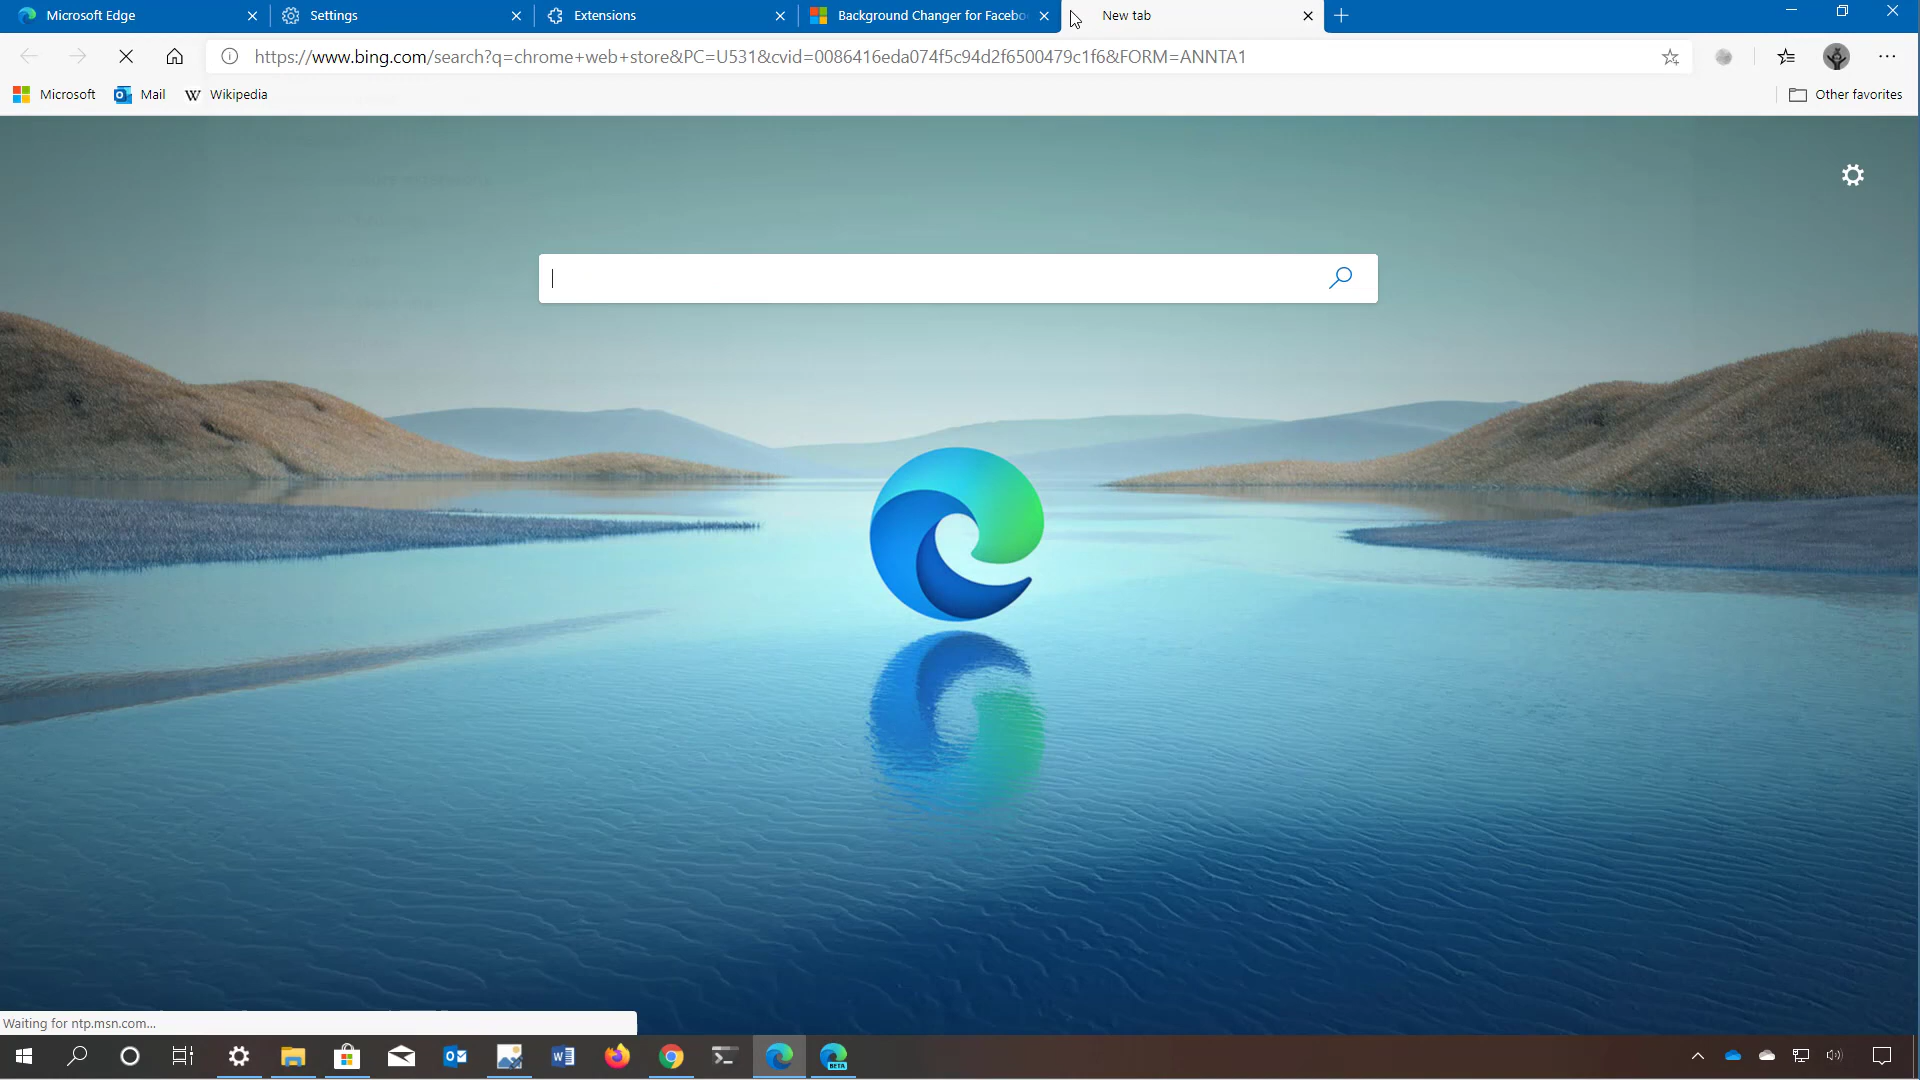 Microsoft Edge
Settings
Extensions
Background Changer for Facebo
New tab
https://www.bing.com/search?q=chrome+web+store&PC=U531&cvid=0086416eda074f5c94d2f6500479c1f6&FORM=ANNTA1
Microsoft
Mail
W Wikipedia
Other favorites
Waiting for ntp.msn.com...
BETA